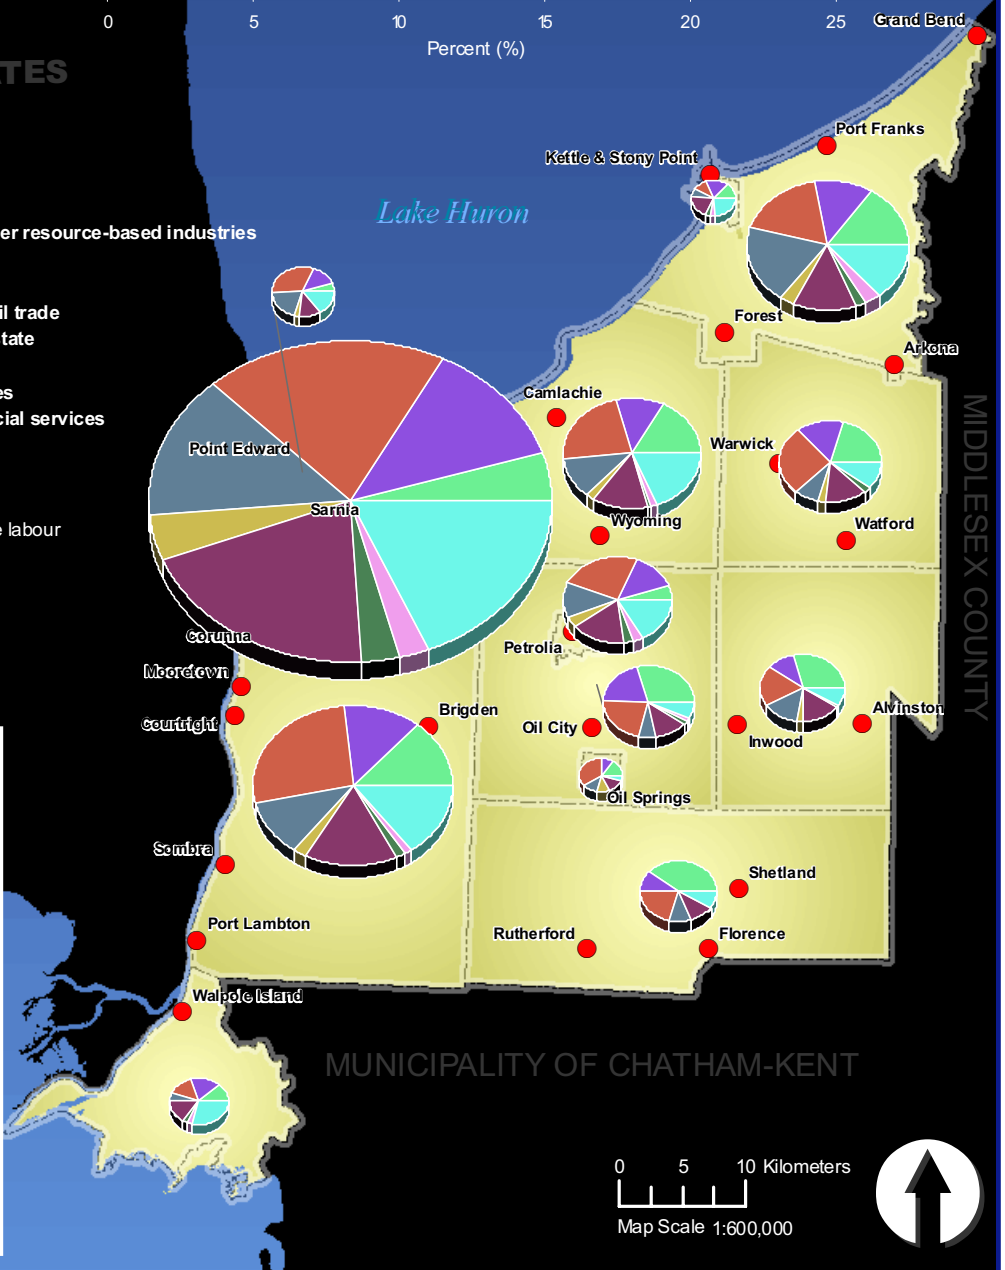 0 5 10 15 20 25
Percent (%)
Grand Bend
TES
Port Franks
Kettle & Stony Point
Lake Huron
er resource-based industries
il trade
tate
Forest
Arkona
es
cial services
Camlachie
Point Edward
Warwick
MIDDLESEX COUNTY
Sarnia
Wyoming
Watford
e labour
Corunna
Petrolia
Mooretown
Courtright
Brigden
Oil City
Alvinston
Inwood
Oil Springs
Sombra
Shetland
Port Lambton
Rutherford
Florence
Walpole Island
MUNICIPALITY OF CHATHAM-KENT
0 5 10 Kilometers
Map Scale 1:600,000